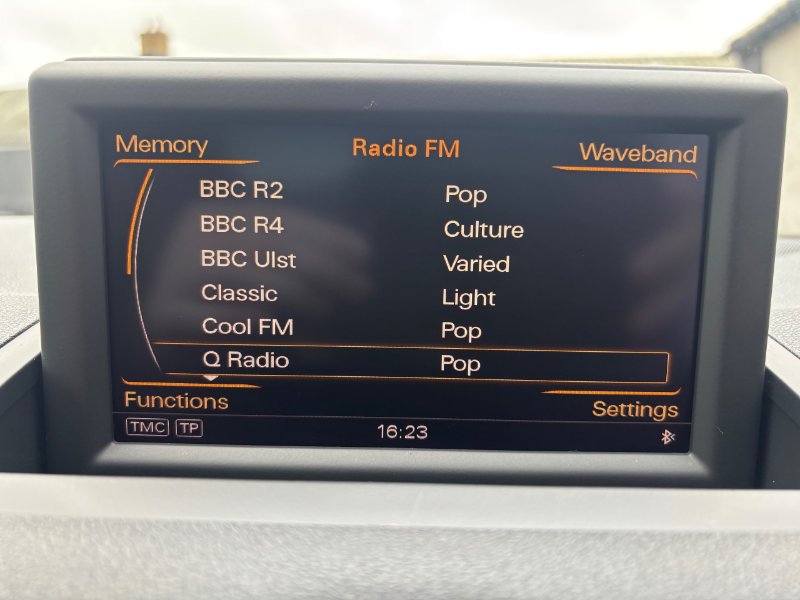 Memory Radio FM Waveband
BBC R2 Pop
BBC R4 Culture
BBC Ulst Varied
Classic Light
Cool FM Pop
Q Radio Pop
Functions Settings
TMC TP 16:23